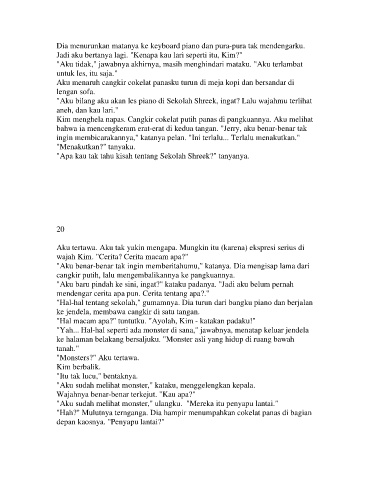 Dia menurunkan matanya ke keyboard piano dan pura-pura tak mendengarku.
Jadi aku bertanya lagi. "Kenapa kau lari seperti itu, Kim?"
"Aku tidak," jawabnya akhirnya, masih menghindari mataku. "Aku terlambat
untuk les, itu saja."
Aku menaruh cangkir cokelat panasku turun di meja kopi dan bersandar di
lengan sofa.
"Aku bilang aku akan les piano di Sekolah Shreek, ingat? Lalu wajahmu terlihat
aneh, dan kau lari."
Kim menghela napas. Cangkir cokelat putih panas di pangkuannya. Aku melihat
bahwa ia mencengkeram erat-erat di kedua tangan. "Jerry, aku benar-benar tak
ingin membicarakannya," katanya pelan. "Ini terlalu... Terlalu menakutkan."
"Menakutkan?" tanyaku.
"Apa kau tak tahu kisah tentang Sekolah Shreek?" tanyanya.
20
Aku tertawa. Aku tak yakin mengapa. Mungkin itu (karena) ekspresi serius di
wajah Kim. "Cerita? Cerita macam apa?"
"Aku benar-benar tak ingin memberitahumu," katanya. Dia mengisap lama dari
cangkir putih, lalu mengembalikannya ke pangkuannya.
"Aku baru pindah ke sini, ingat?" kataku padanya. "Jadi aku belum pernah
mendengar cerita apa pun. Cerita tentang apa?."
"Hal-hal tentang sekolah," gumamnya. Dia turun dari bangku piano dan berjalan
ke jendela, membawa cangkir di satu tangan.
"Hal macam apa?" tuntutku. "Ayolah, Kim - katakan padaku!"
"Yah... Hal-hal seperti ada monster di sana," jawabnya, menatap keluar jendela
ke halaman belakang bersaljuku. "Monster asli yang hidup di ruang bawah
tanah."
"Monsters?" Aku tertawa.
Kim berbalik.
"Itu tak lucu," bentaknya.
"Aku sudah melihat monster," kataku, menggelengkan kepala.
Wajahnya benar-benar terkejut. "Kau apa?"
"Aku sudah melihat monster," ulangku.  "Mereka itu penyapu lantai."
"Hah?" Mulutnya ternganga. Dia hampir menumpahkan cokelat panas di bagian
depan kaosnya. "Penyapu lantai?"